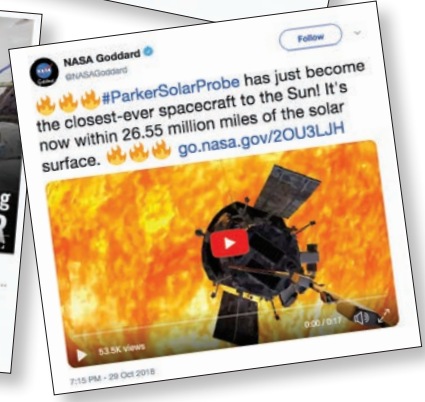 NASA Goddard
@NASAGoddard
Follow
🔥🔥🔥#ParkerSolarProbe has just become
the closest-ever spacecraft to the Sun! It's
now within 26.55 million miles of the solar
surface. 🔥🔥🔥 go.nasa.gov/2OU3LJH
53.5K views
0:00 / 0:17
7:15 PM - 29 Oct 2018
g